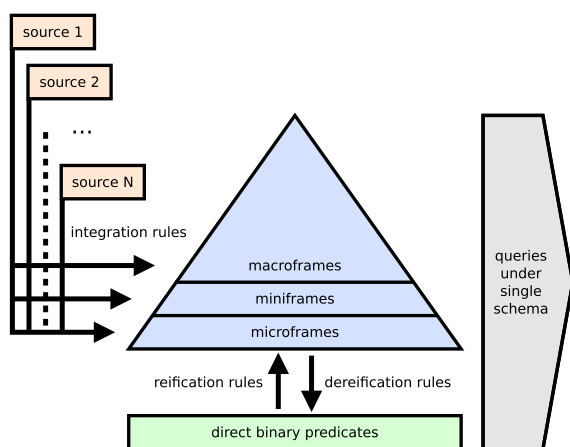 source 1
source 2
...
source N
integration rules
macroframes
miniframes
microframes
queries
under
single
schema
reification rules
dereification rules
direct binary predicates